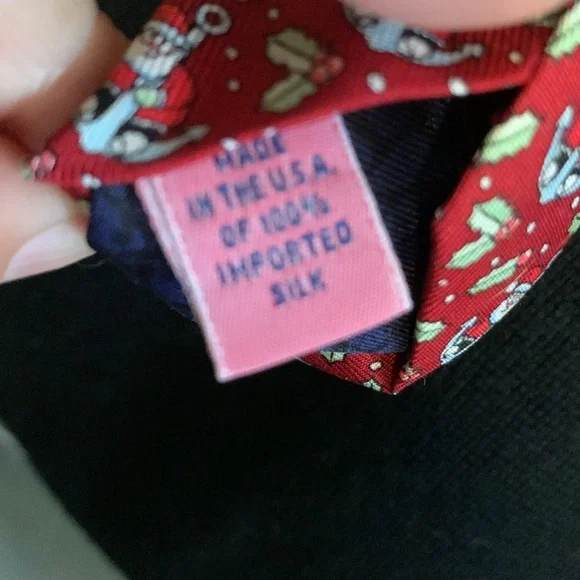 MADE
IN THE U.S.A.
OF 100%
IMPORTED
SILK